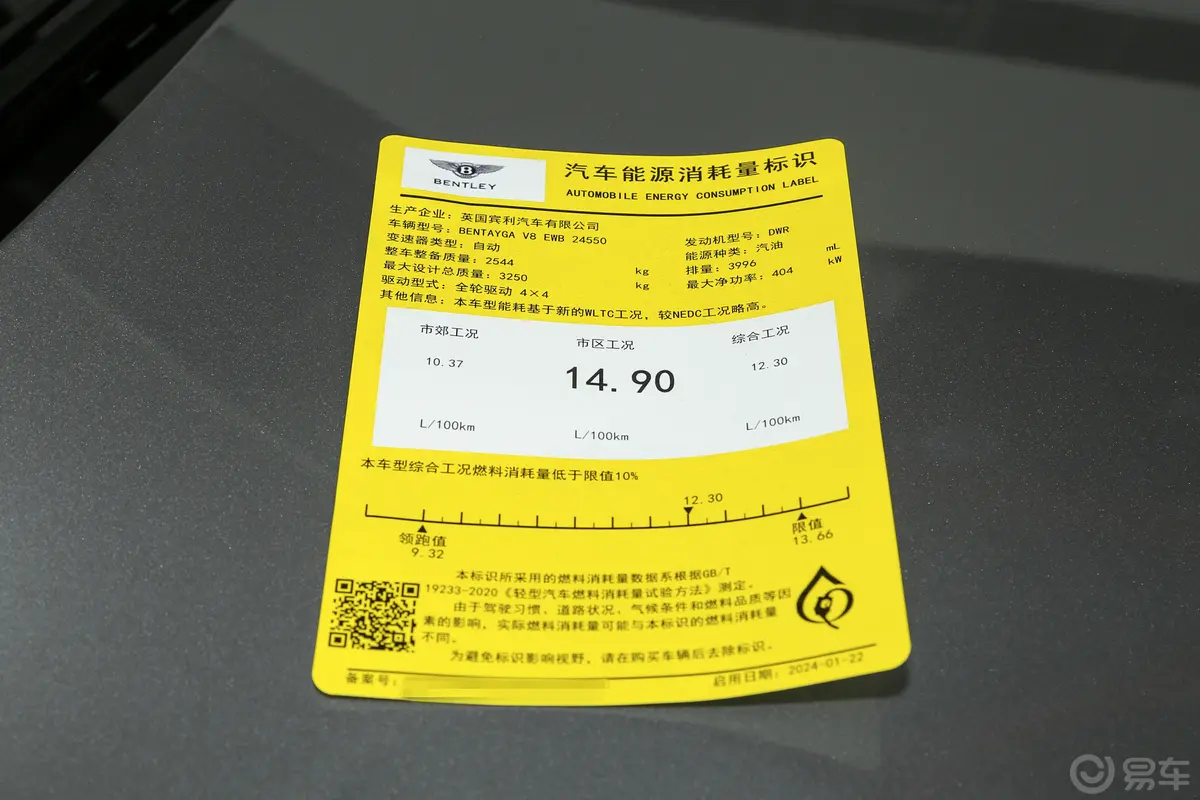 BENTLEY
汽车能源消耗量标识
AUTOMOBILE ENERGY CONSUMPTION LABEL
生产企业：英国宾利汽车有限公司
车辆型号：BENTAYGA V8 EWB 24550
发动机型号：DWR
变速器类型：自动
能源种类：汽油
整车整备质量：2544 kg
排量：3996 mL
最大设计总质量：3250 kg
最大净功率：404 kW
驱动型式：全轮驱动 4×4
其他信息：本车型能耗基于新的WLTC工况，较NEDC工况略高。
市郊工况 市区工况 综合工况
10.37 14.90 12.30
L/100km L/100km L/100km
本车型综合工况燃料消耗量低于限值10%
12.30
领跑值 限值
9.32 13.66
本标识所采用的燃料消耗量数据系根据GB/T
19233-2020《轻型汽车燃料消耗量试验方法》测定。
由于驾驶习惯、道路状况、气候条件和燃料品质等因
素的影响，实际燃料消耗量可能与本标识的燃料消耗量
不同。
为避免标识影响视野，请在购买车辆后去除标识。
备案号： 启用日期：2024-01-22
易车